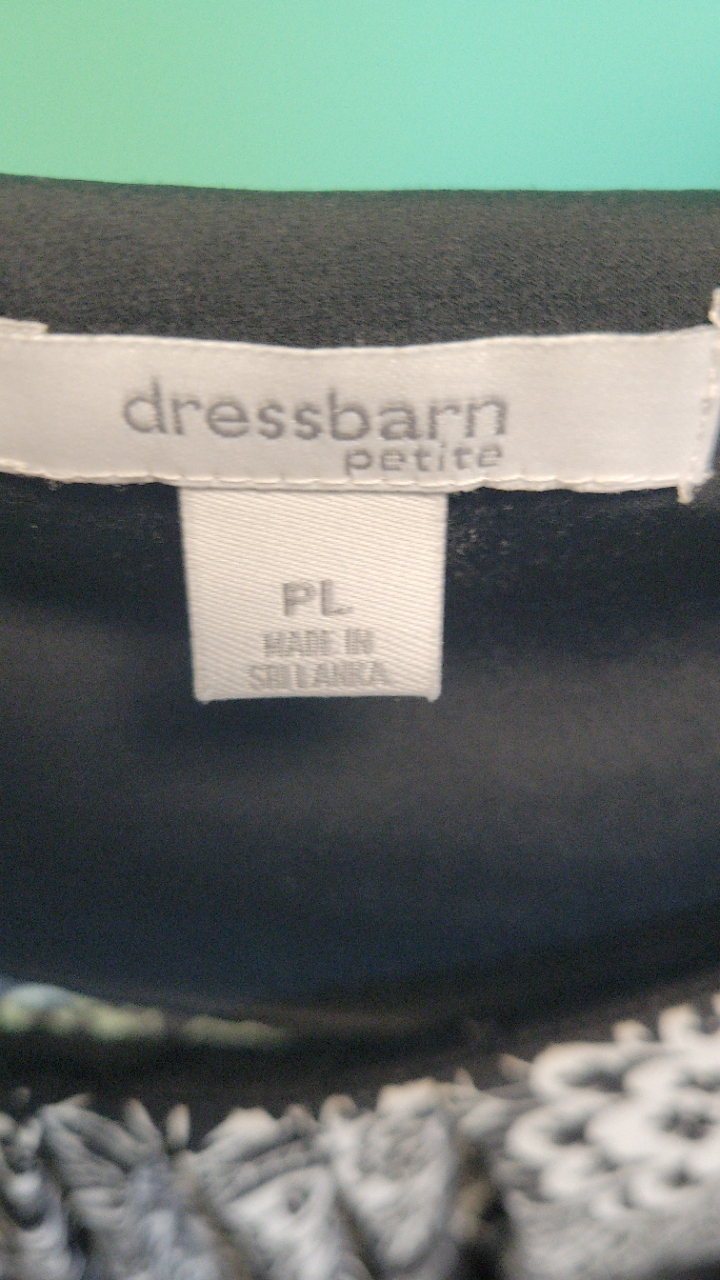 dressbarn
petite
PL
MADE IN
SRI LANKA